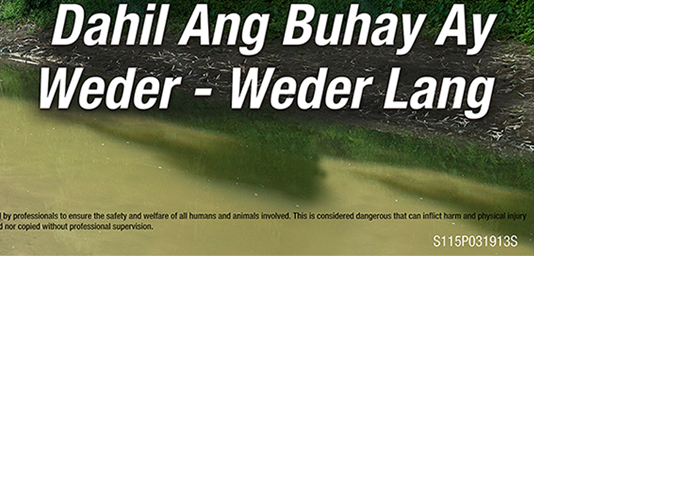 Dahil Ang Buhay Ay
Weder - Weder Lang
by professionals to ensure the safety and welfare of all humans and animals involved. This is considered dangerous that can inflict harm and physical injury
nor copied without professional supervision.
S115P031913S